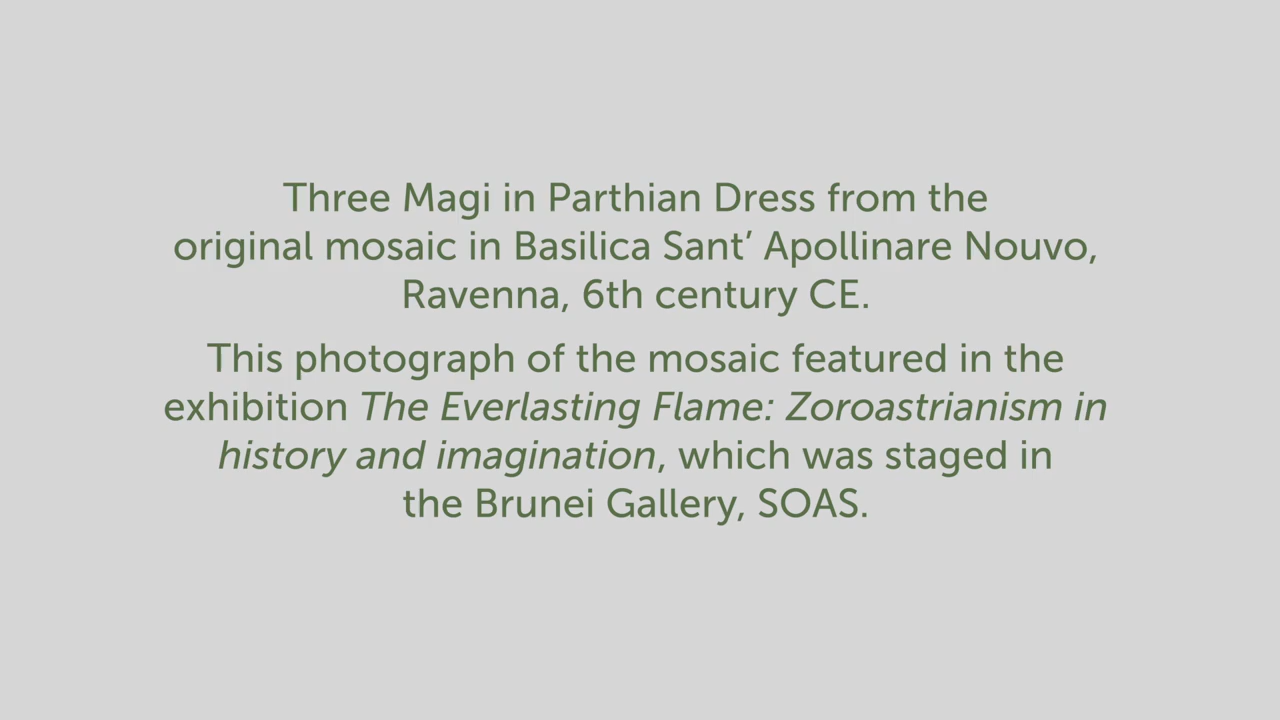 Three Magi in Parthian Dress from the
original mosaic in Basilica Sant’ Apollinare Nouvo,
Ravenna, 6th century CE.
This photograph of the mosaic featured in the
exhibition The Everlasting Flame: Zoroastrianism in
history and imagination, which was staged in
the Brunei Gallery, SOAS.